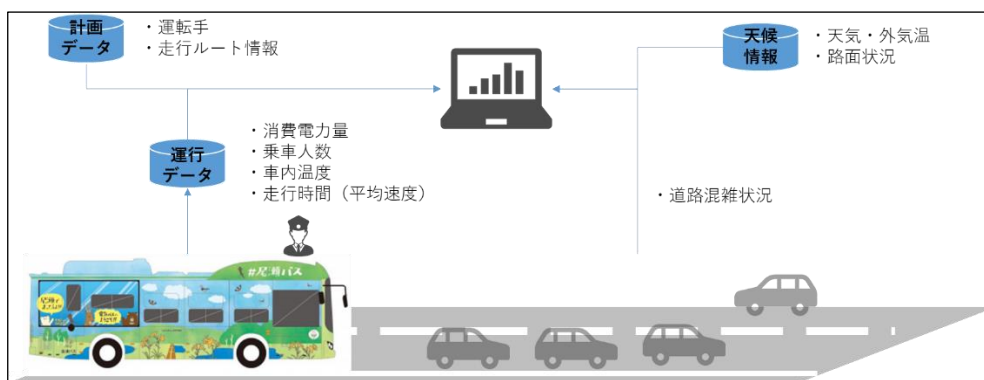 計画
データ
・運転手
・走行ルート情報
天候
情報
・天気・外気温
・路面状況
運行
データ
・消費電力量
・乗車人数
・車内温度
・走行時間（平均速度）
・道路混雑状況
#尾瀬バス